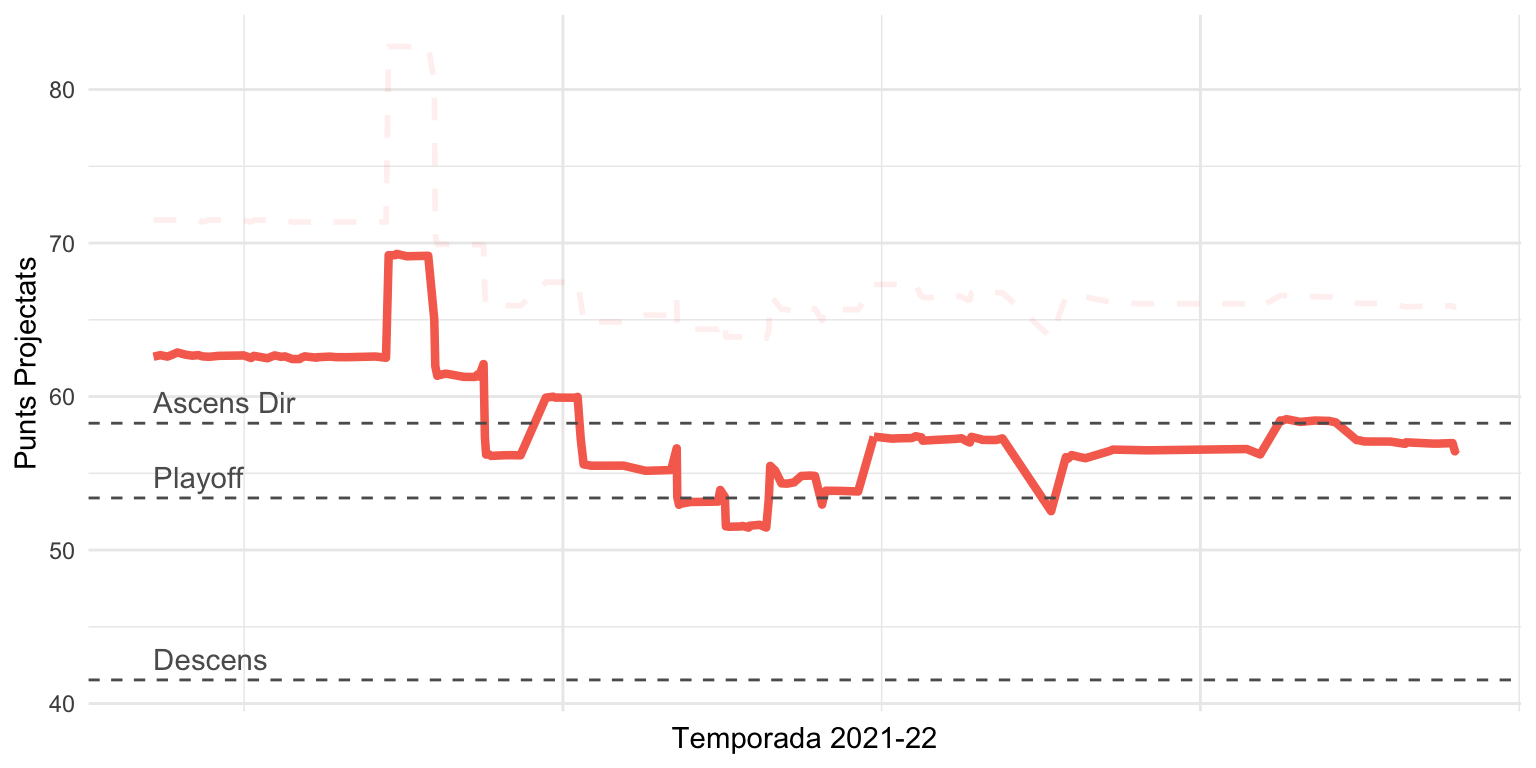 80
70
60
50
40
Punts Projectats
Ascens Dir
Playoff
Descens
Temporada 2021-22